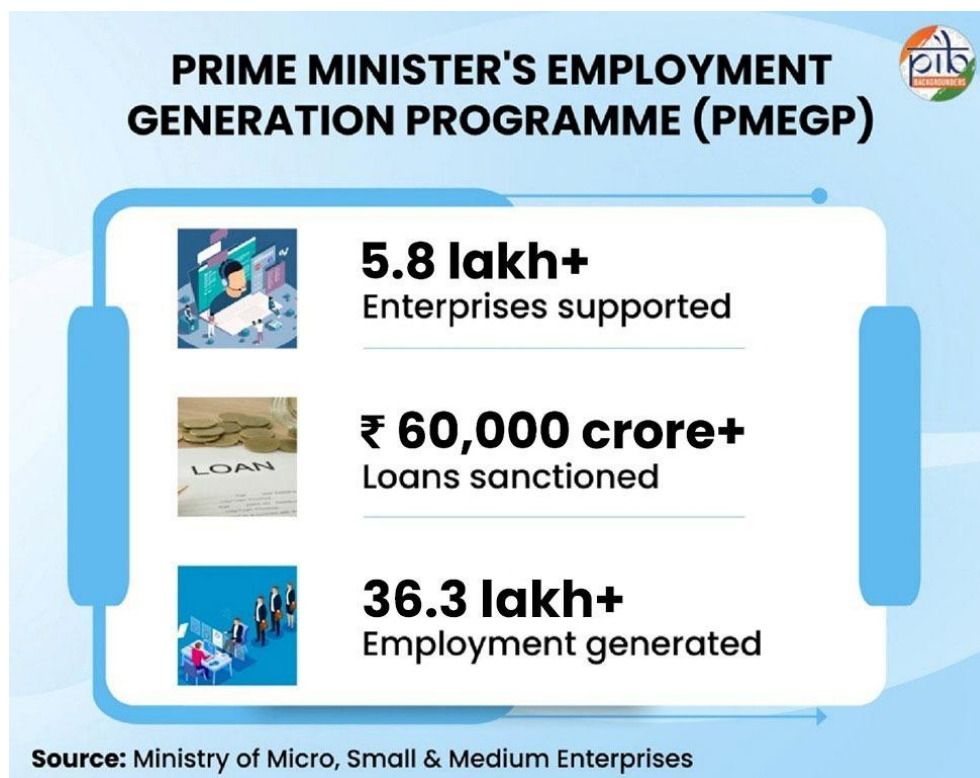 PRIME MINISTER'S EMPLOYMENT
GENERATION PROGRAMME (PMEGP)
pib
BACKGROUNDERS
5.8 lakh+
Enterprises supported
₹ 60,000 crore+
Loans sanctioned
LOAN
36.3 lakh+
Employment generated
Source: Ministry of Micro, Small & Medium Enterprises